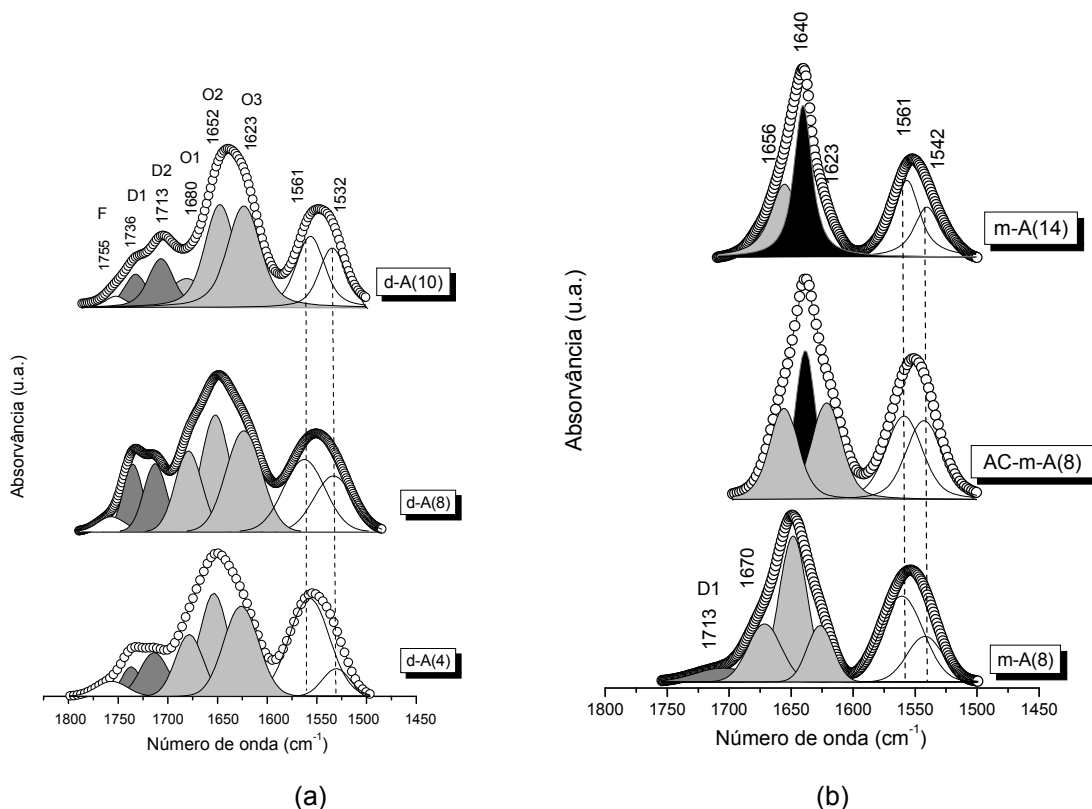 Absorvância (u.a.)
F
1755
D1
1736
D2
1713
O1
1680
O2
1652
O3
1623
1561
1532
d-A(10)
d-A(8)
d-A(4)
1800 1750 1700 1650 1600 1550 1500 1450
Número de onda (cm⁻¹)
(a)
Absorvância (u.a.)
1656
1640
1623
1561
1542
m-A(14)
AC-m-A(8)
D1
1713
1670
m-A(8)
1800 1750 1700 1650 1600 1550 1500 1450
Número de onda (cm⁻¹)
(b)